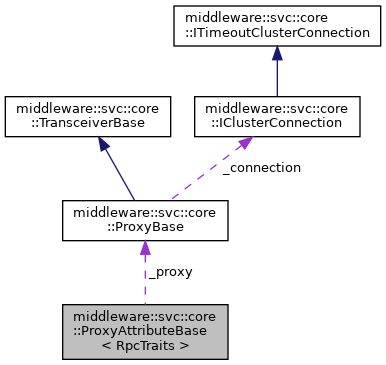 middleware::svc::core
::ITimeoutClusterConnection
middleware::svc::core
::TransceiverBase
middleware::svc::core
::IClusterConnection
_connection
middleware::svc::core
::ProxyBase
_proxy
middleware::svc::core
::ProxyAttributeBase
< RpcTraits >